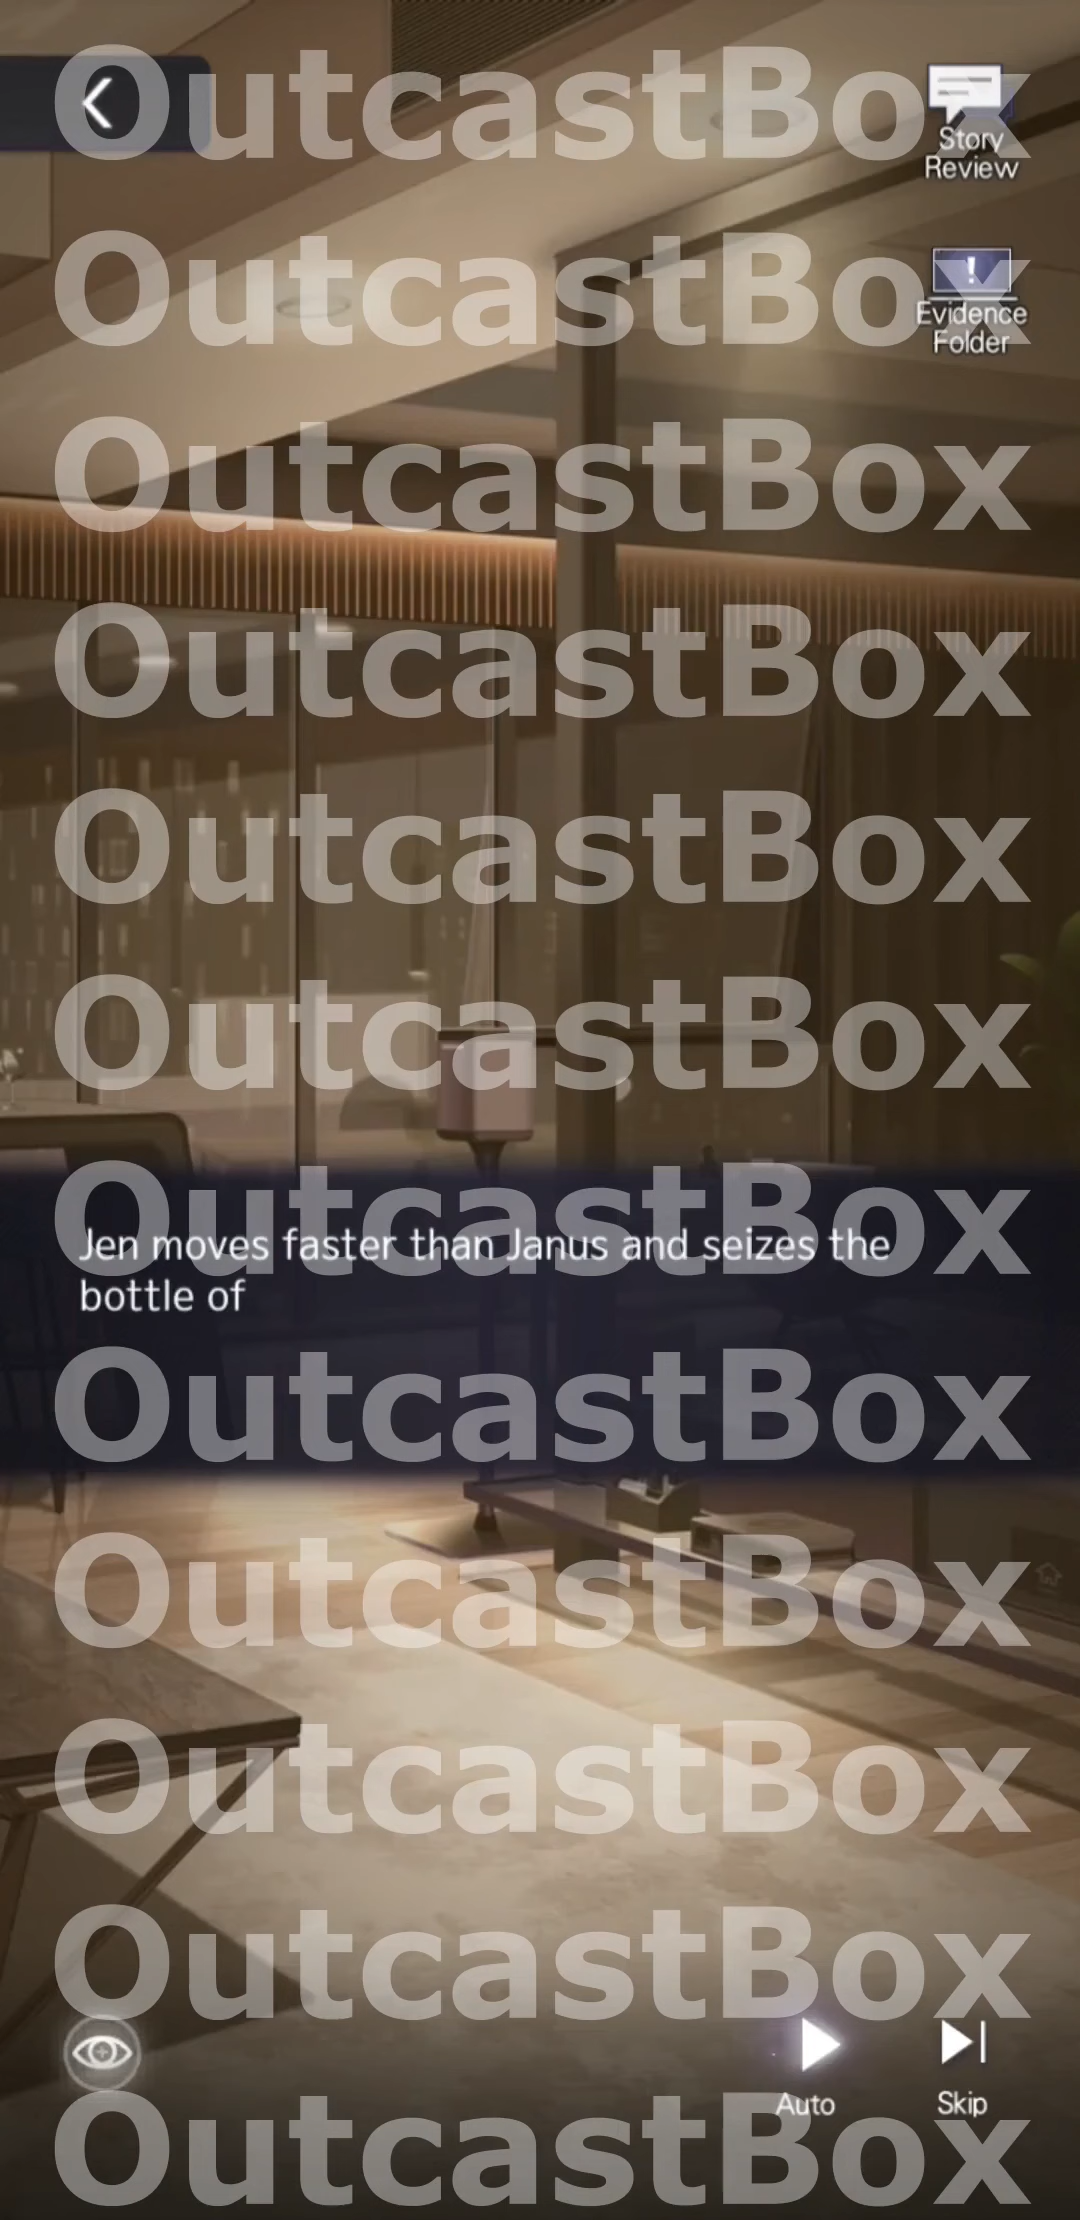 OutcastBox
Story
Review
OutcastBox
Evidence
Folder
OutcastBox
OutcastBox
OutcastBox
OutcastBox
OutcastBox
Jen moves faster than Janus and seizes the
bottle of
OutcastBox
OutcastBox
OutcastBox
OutcastBox
Auto
Skip
OutcastBox